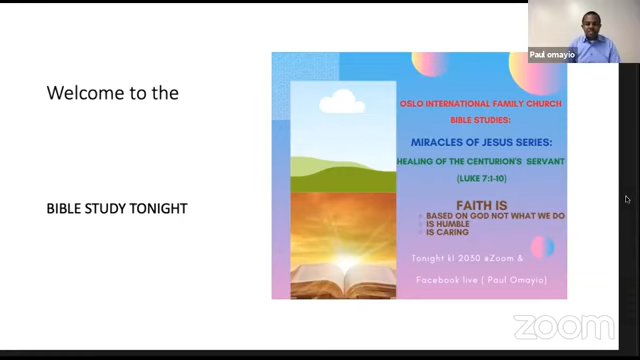 Paul omayio
Welcome to the
BIBLE STUDY TONIGHT
OSLO INTERNATIONAL FAMILY CHURCH
BIBLE STUDIES:
MIRACLES OF JESUS SERIES:
HEALING OF THE CENTURION'S SERVANT
(LUKE 7:1-10)
FAITH IS
BASED ON GOD NOT WHAT WE DO
IS HUMBLE
IS CARING
Tonight kl 2030 @Zoom &
Facebook live ( Paul Omayio)
zoom